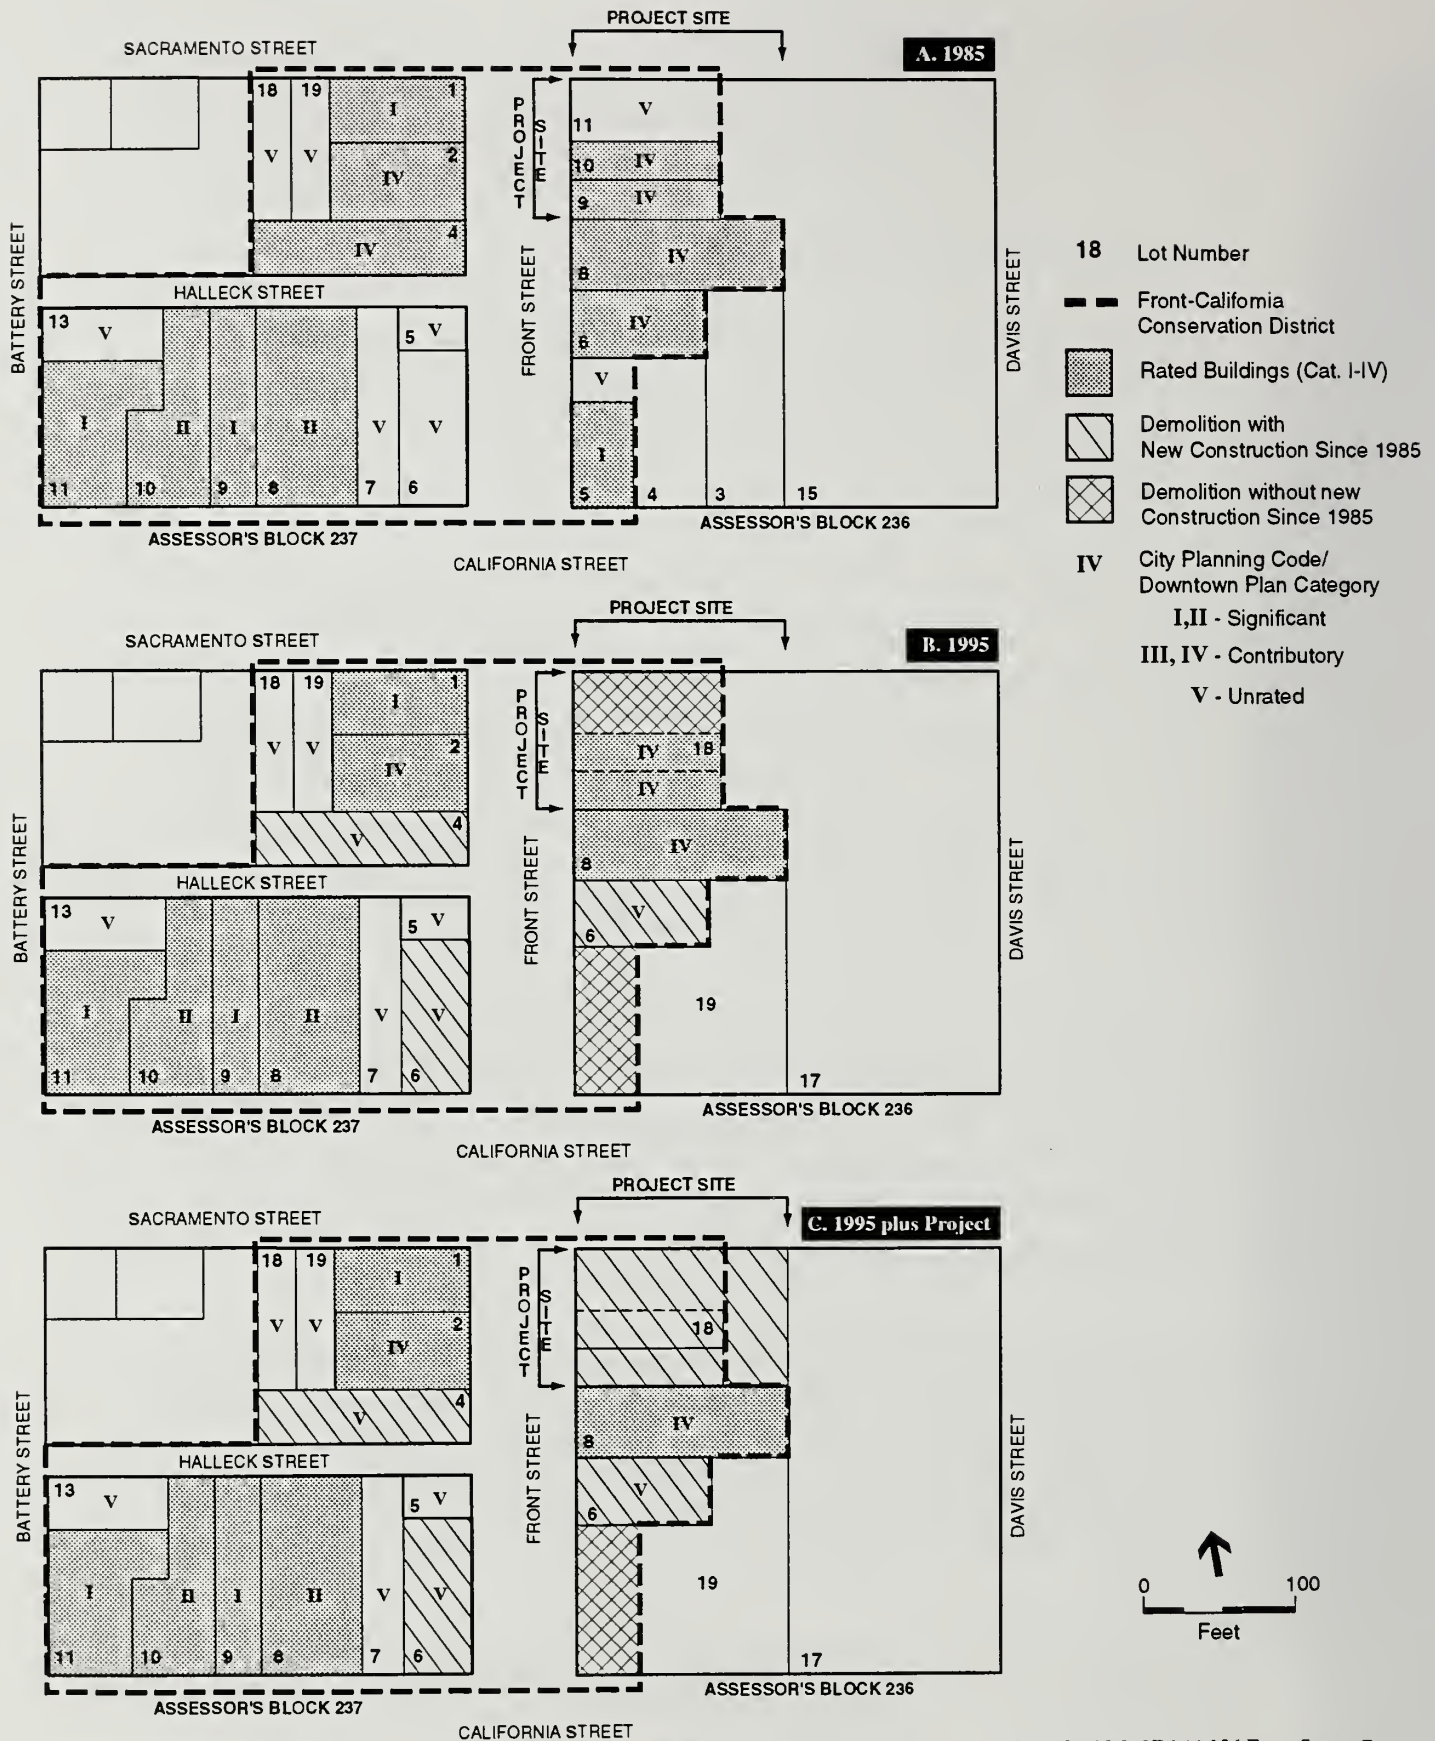 PROJECT SITE
SACRAMENTO STREET
A. 1985
18 19 1
I
V V
2
IV
4
IV
PROJECT
SITE
V
11
10 IV
9 IV
IV
8
IV
6
V
I
5 4 3 15
BATTERY STREET
HALLECK STREET
FRONT STREET
DAVIS STREET
13 V
5 V
I II I II V V
11 10 9 8 7 6
ASSESSOR'S BLOCK 237
ASSESSOR'S BLOCK 236
CALIFORNIA STREET
18 Lot Number
Front-California
Conservation District
Rated Buildings (Cat. I-IV)
Demolition with
New Construction Since 1985
Demolition without new
Construction Since 1985
IV City Planning Code/
Downtown Plan Category
I,II - Significant
III, IV - Contributory
V - Unrated
PROJECT SITE
SACRAMENTO STREET
B. 1995
18 19 1
I
V V
2
IV
4
V
PROJECT
SITE
IV 18
IV
IV
8
V
6
19
17
BATTERY STREET
HALLECK STREET
FRONT STREET
DAVIS STREET
13 V
5 V
I II I II V V
11 10 9 8 7 6
ASSESSOR'S BLOCK 237
ASSESSOR'S BLOCK 236
CALIFORNIA STREET
PROJECT SITE
SACRAMENTO STREET
C. 1995 plus Project
18 19 1
I
V V
2
IV
4
V
PROJECT
SITE
18
IV
8
V
6
19
17
BATTERY STREET
HALLECK STREET
FRONT STREET
DAVIS STREET
13 V
5 V
I II I II V V
11 10 9 8 7 6
0 100
Feet
ASSESSOR'S BLOCK 237
ASSESSOR'S BLOCK 236
CALIFORNIA STREET